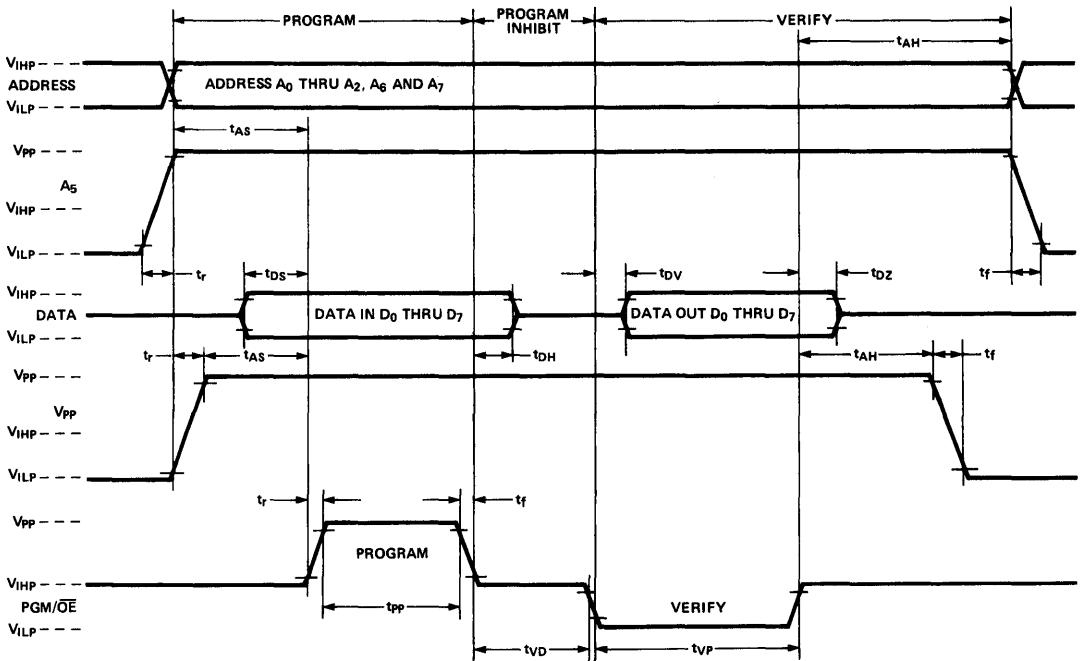 PROGRAM
PROGRAM
INHIBIT
VERIFY
tAH
VIHP
ADDRESS
VILP
ADDRESS A0 THRU A2, A6 AND A7
tAS
VPP
A5
VIHP
VILP
tr
tDS
tDV
tDZ
tf
VIHP
DATA
VILP
DATA IN D0 THRU D7
DATA OUT D0 THRU D7
tr
tAS
tDH
tAH
tf
VPP
VPP
VIHP
VILP
tr
tf
VPP
PROGRAM
VIHP
PGM/O̅E̅
VILP
tPP
VERIFY
tVD
tVP